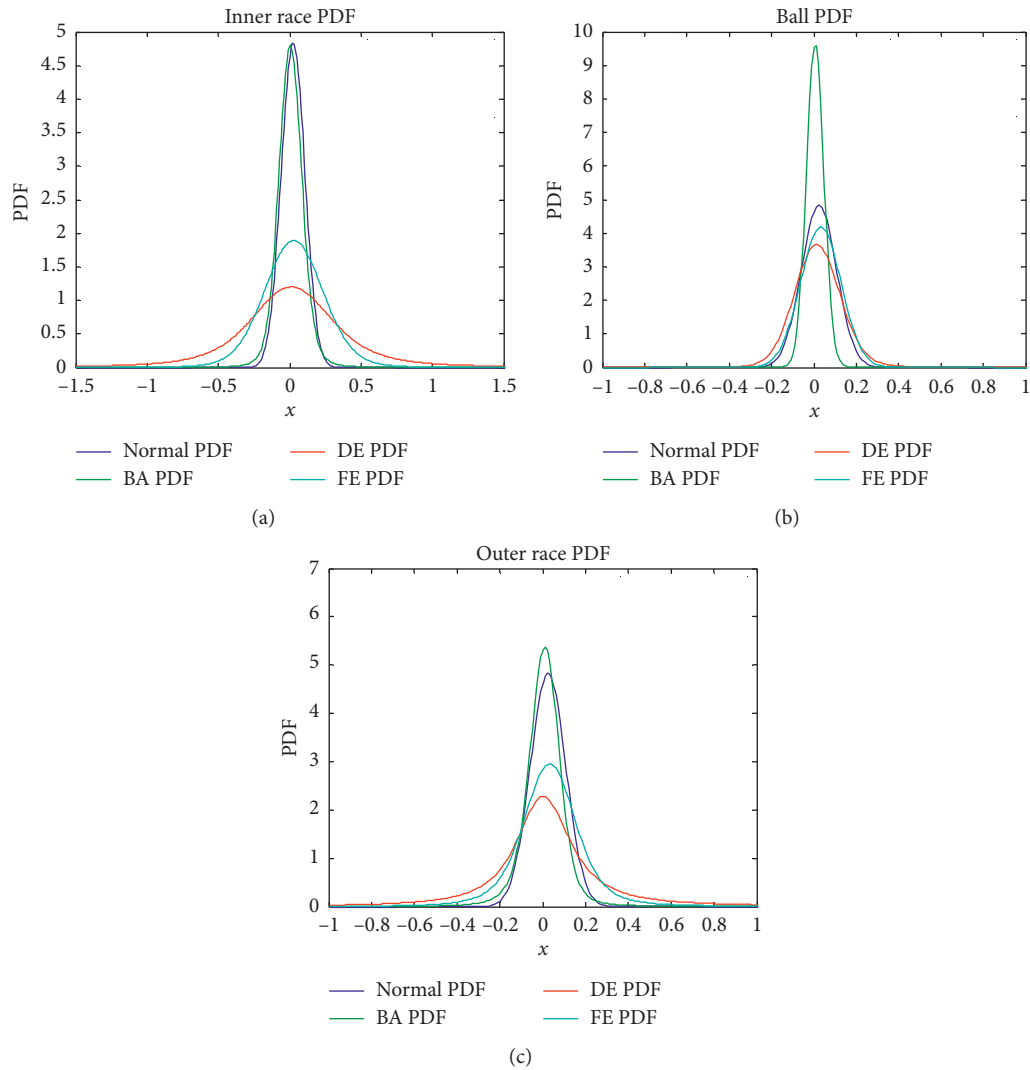 Inner race PDF
5
4.5
4
3.5
3
2.5
2
1.5
1
0.5
0
PDF
−1.5 −1 −0.5 0 0.5 1 1.5
x
Normal PDF DE PDF
BA PDF FE PDF
(a)
Ball PDF
10
9
8
7
6
5
4
3
2
1
0
PDF
−1 −0.8 −0.6 −0.4 −0.2 0 0.2 0.4 0.6 0.8 1
x
Normal PDF DE PDF
BA PDF FE PDF
(b)
Outer race PDF
7
6
5
4
3
2
1
0
PDF
−1 −0.8 −0.6 −0.4 −0.2 0 0.2 0.4 0.6 0.8 1
x
Normal PDF DE PDF
BA PDF FE PDF
(c)